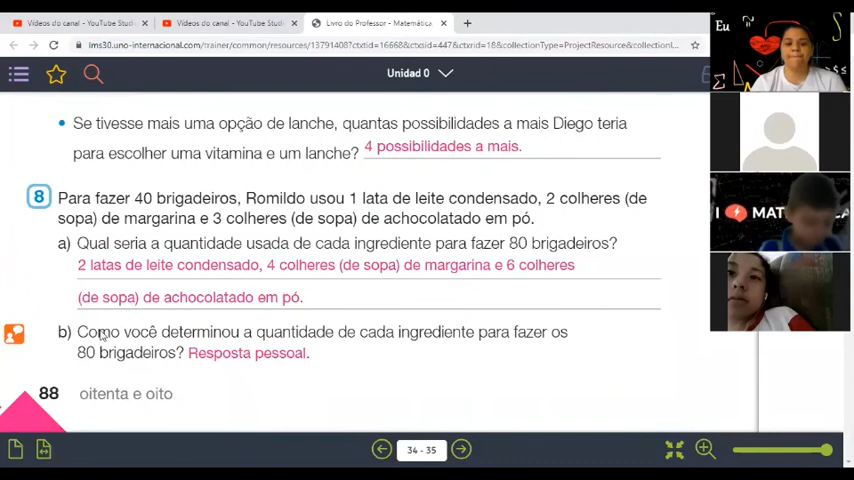 Vídeos do canal - YouTube Stud
Vídeos do canal - YouTube Stud
Livro do Professor - Matemática
lms30.uno-internacional.com/trainer/common/resources/13791408?ctxtid=16668&ctxsid=447&ctxrid=18&collectionType=ProjectResource&collectionI
Unidad 0
Eu
• Se tivesse mais uma opção de lanche, quantas possibilidades a mais Diego teria
para escolher uma vitamina e um lanche? 4 possibilidades a mais.
8 Para fazer 40 brigadeiros, Romildo usou 1 lata de leite condensado, 2 colheres (de
sopa) de margarina e 3 colheres (de sopa) de achocolatado em pó.
a) Qual seria a quantidade usada de cada ingrediente para fazer 80 brigadeiros?
2 latas de leite condensado, 4 colheres (de sopa) de margarina e 6 colheres
(de sopa) de achocolatado em pó.
b) Como você determinou a quantidade de cada ingrediente para fazer os
80 brigadeiros? Resposta pessoal.
88 oitenta e oito
34 - 35